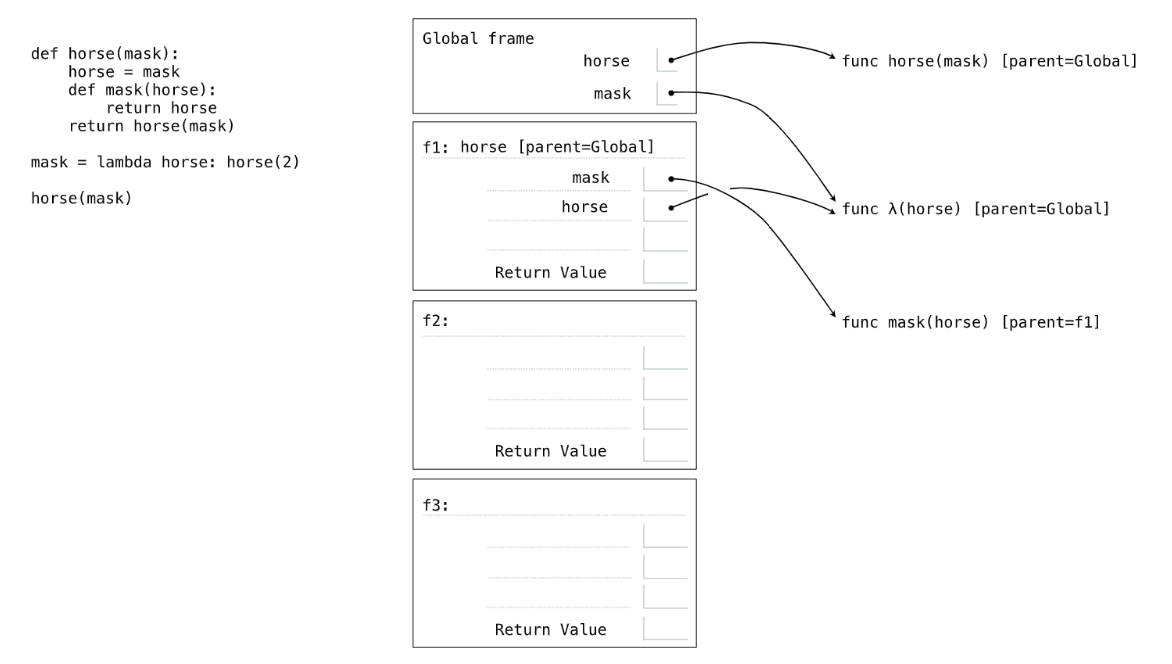 def horse(mask):
    horse = mask
    def mask(horse):
        return horse
    return horse(mask)
mask = lambda horse: horse(2)
horse(mask)
Global frame
horse
mask
func horse(mask) [parent=Global]
f1: horse [parent=Global]
mask
horse
Return Value
func λ(horse) [parent=Global]
func mask(horse) [parent=f1]
f2:
Return Value
f3:
Return Value